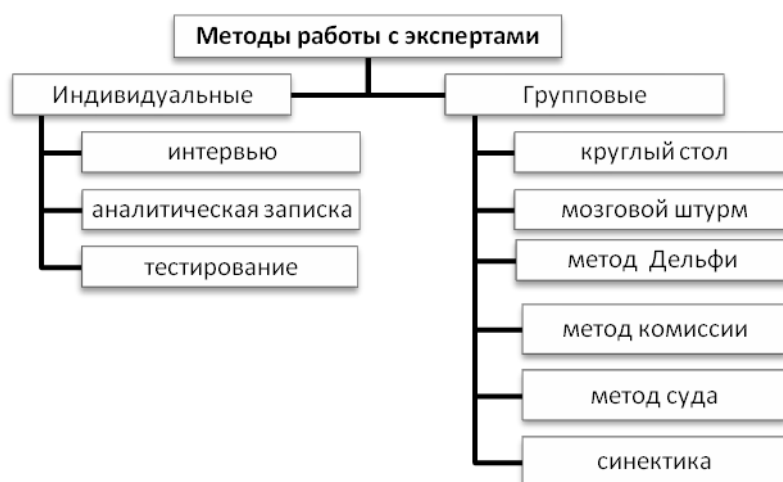 Методы работы с экспертами
Индивидуальные
интервью
аналитическая записка
тестирование
Групповые
круглый стол
мозговой штурм
метод Дельфи
метод комиссии
метод суда
синектика